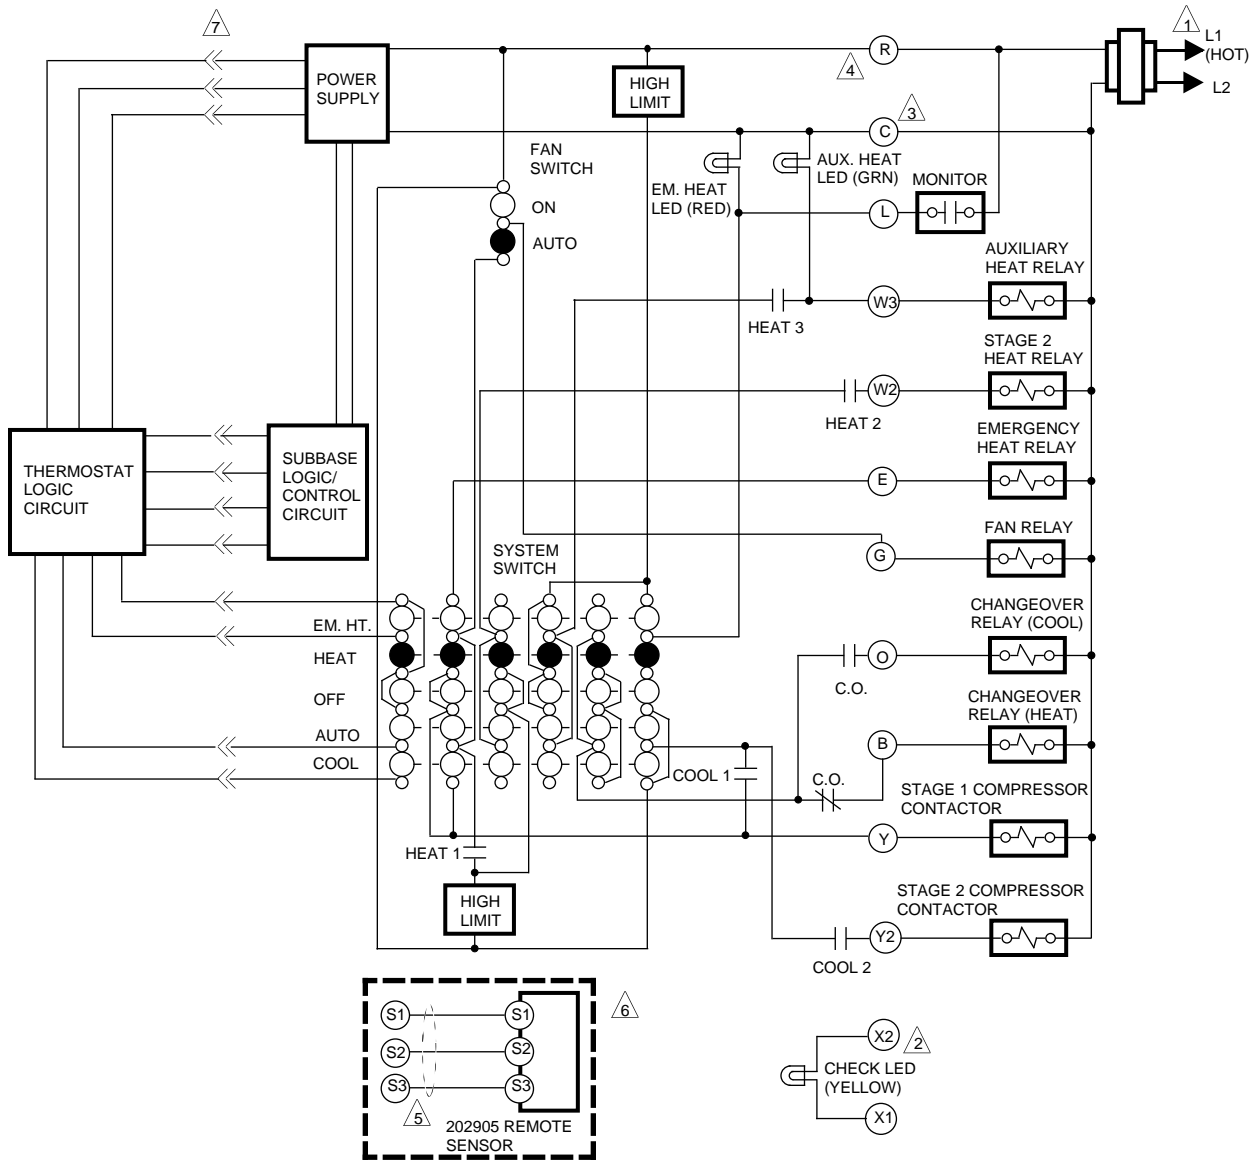 7
1
L1
(HOT)
L2
POWER
SUPPLY
HIGH
LIMIT
4
R
3
C
FAN
SWITCH
ON
AUTO
EM. HEAT
LED (RED)
AUX. HEAT
LED (GRN)
MONITOR
L
AUXILIARY
HEAT RELAY
HEAT 3
W3
STAGE 2
HEAT RELAY
HEAT 2
W2
EMERGENCY
HEAT RELAY
E
THERMOSTAT
LOGIC
CIRCUIT
SUBBASE
LOGIC/
CONTROL
CIRCUIT
FAN RELAY
G
SYSTEM
SWITCH
EM. HT.
HEAT
OFF
AUTO
COOL
CHANGEOVER
RELAY (COOL)
C.O.
O
CHANGEOVER
RELAY (HEAT)
B
COOL 1
C.O.
STAGE 1 COMPRESSOR
CONTACTOR
Y
HEAT 1
HIGH
LIMIT
STAGE 2 COMPRESSOR
CONTACTOR
COOL 2
Y2
S1
S1
S2
S2
S3
S3
5
6
202905 REMOTE
SENSOR
X2
2
CHECK LED
(YELLOW)
X1